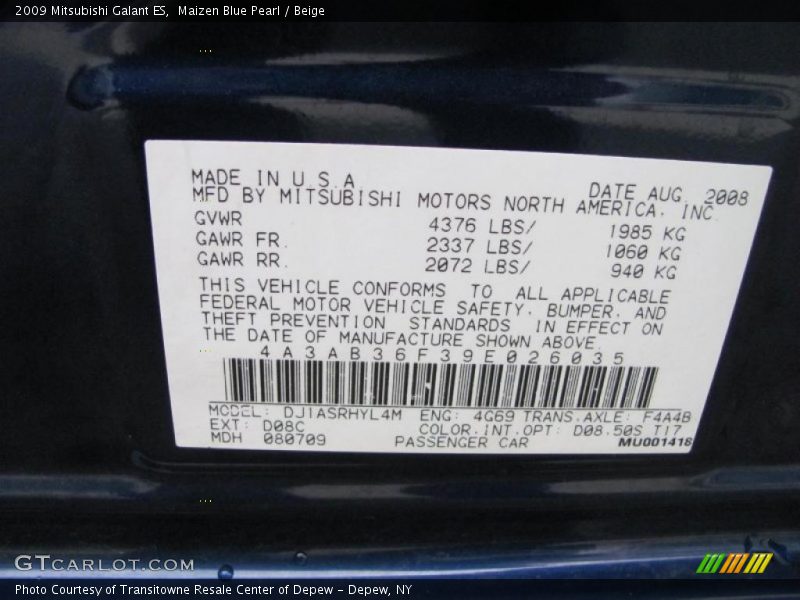 2009 Mitsubishi Galant ES,  Maizen Blue Pearl / Beige
MADE IN U.S.A. DATE AUG. 2008
MFD BY MITSUBISHI MOTORS NORTH AMERICA, INC.
GVWR 4376 LBS/ 1985 KG
GAWR FR. 2337 LBS/ 1060 KG
GAWR RR. 2072 LBS/ 940 KG
THIS VEHICLE CONFORMS TO ALL APPLICABLE
FEDERAL MOTOR VEHICLE SAFETY, BUMPER, AND
THEFT PREVENTION STANDARDS IN EFFECT ON
THE DATE OF MANUFACTURE SHOWN ABOVE.
4A3AB36F39E026035
MODEL: DJ1ASRHYL4M ENG: 4G69 TRANS.AXLE: F4A4B
EXT: D08C COLOR.INT.OPT: D08.50S T17
MDH 080709 PASSENGER CAR MU001418
GTCARLOT.COM
Photo Courtesy of Transitowne Resale Center of Depew – Depew, NY